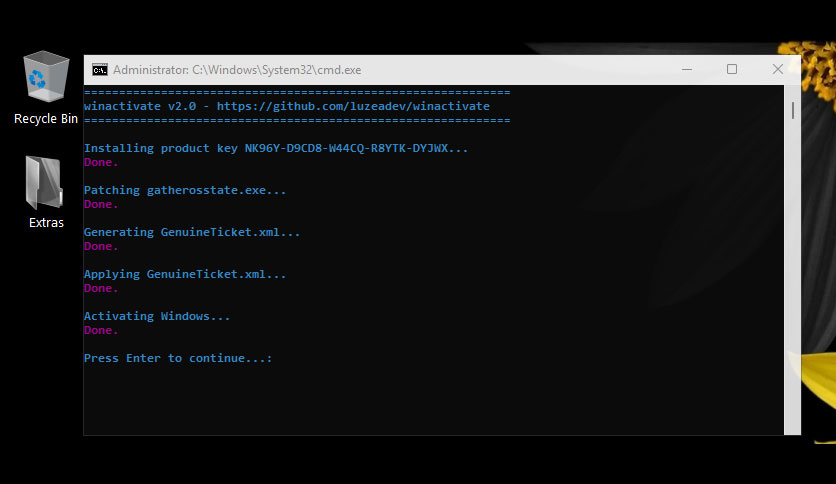 Administrator: C:\Windows\System32\cmd.exe
==============================================================
winactivate v2.0 - https://github.com/luzeadev/winactivate
==============================================================
Recycle Bin
Installing product key NK96Y-D9CD8-W44CQ-R8YTK-DYJWX...
Done.
Patching gatherosstate.exe...
Done.
Extras
Generating GenuineTicket.xml...
Done.
Applying GenuineTicket.xml...
Done.
Activating Windows...
Done.
Press Enter to continue...: